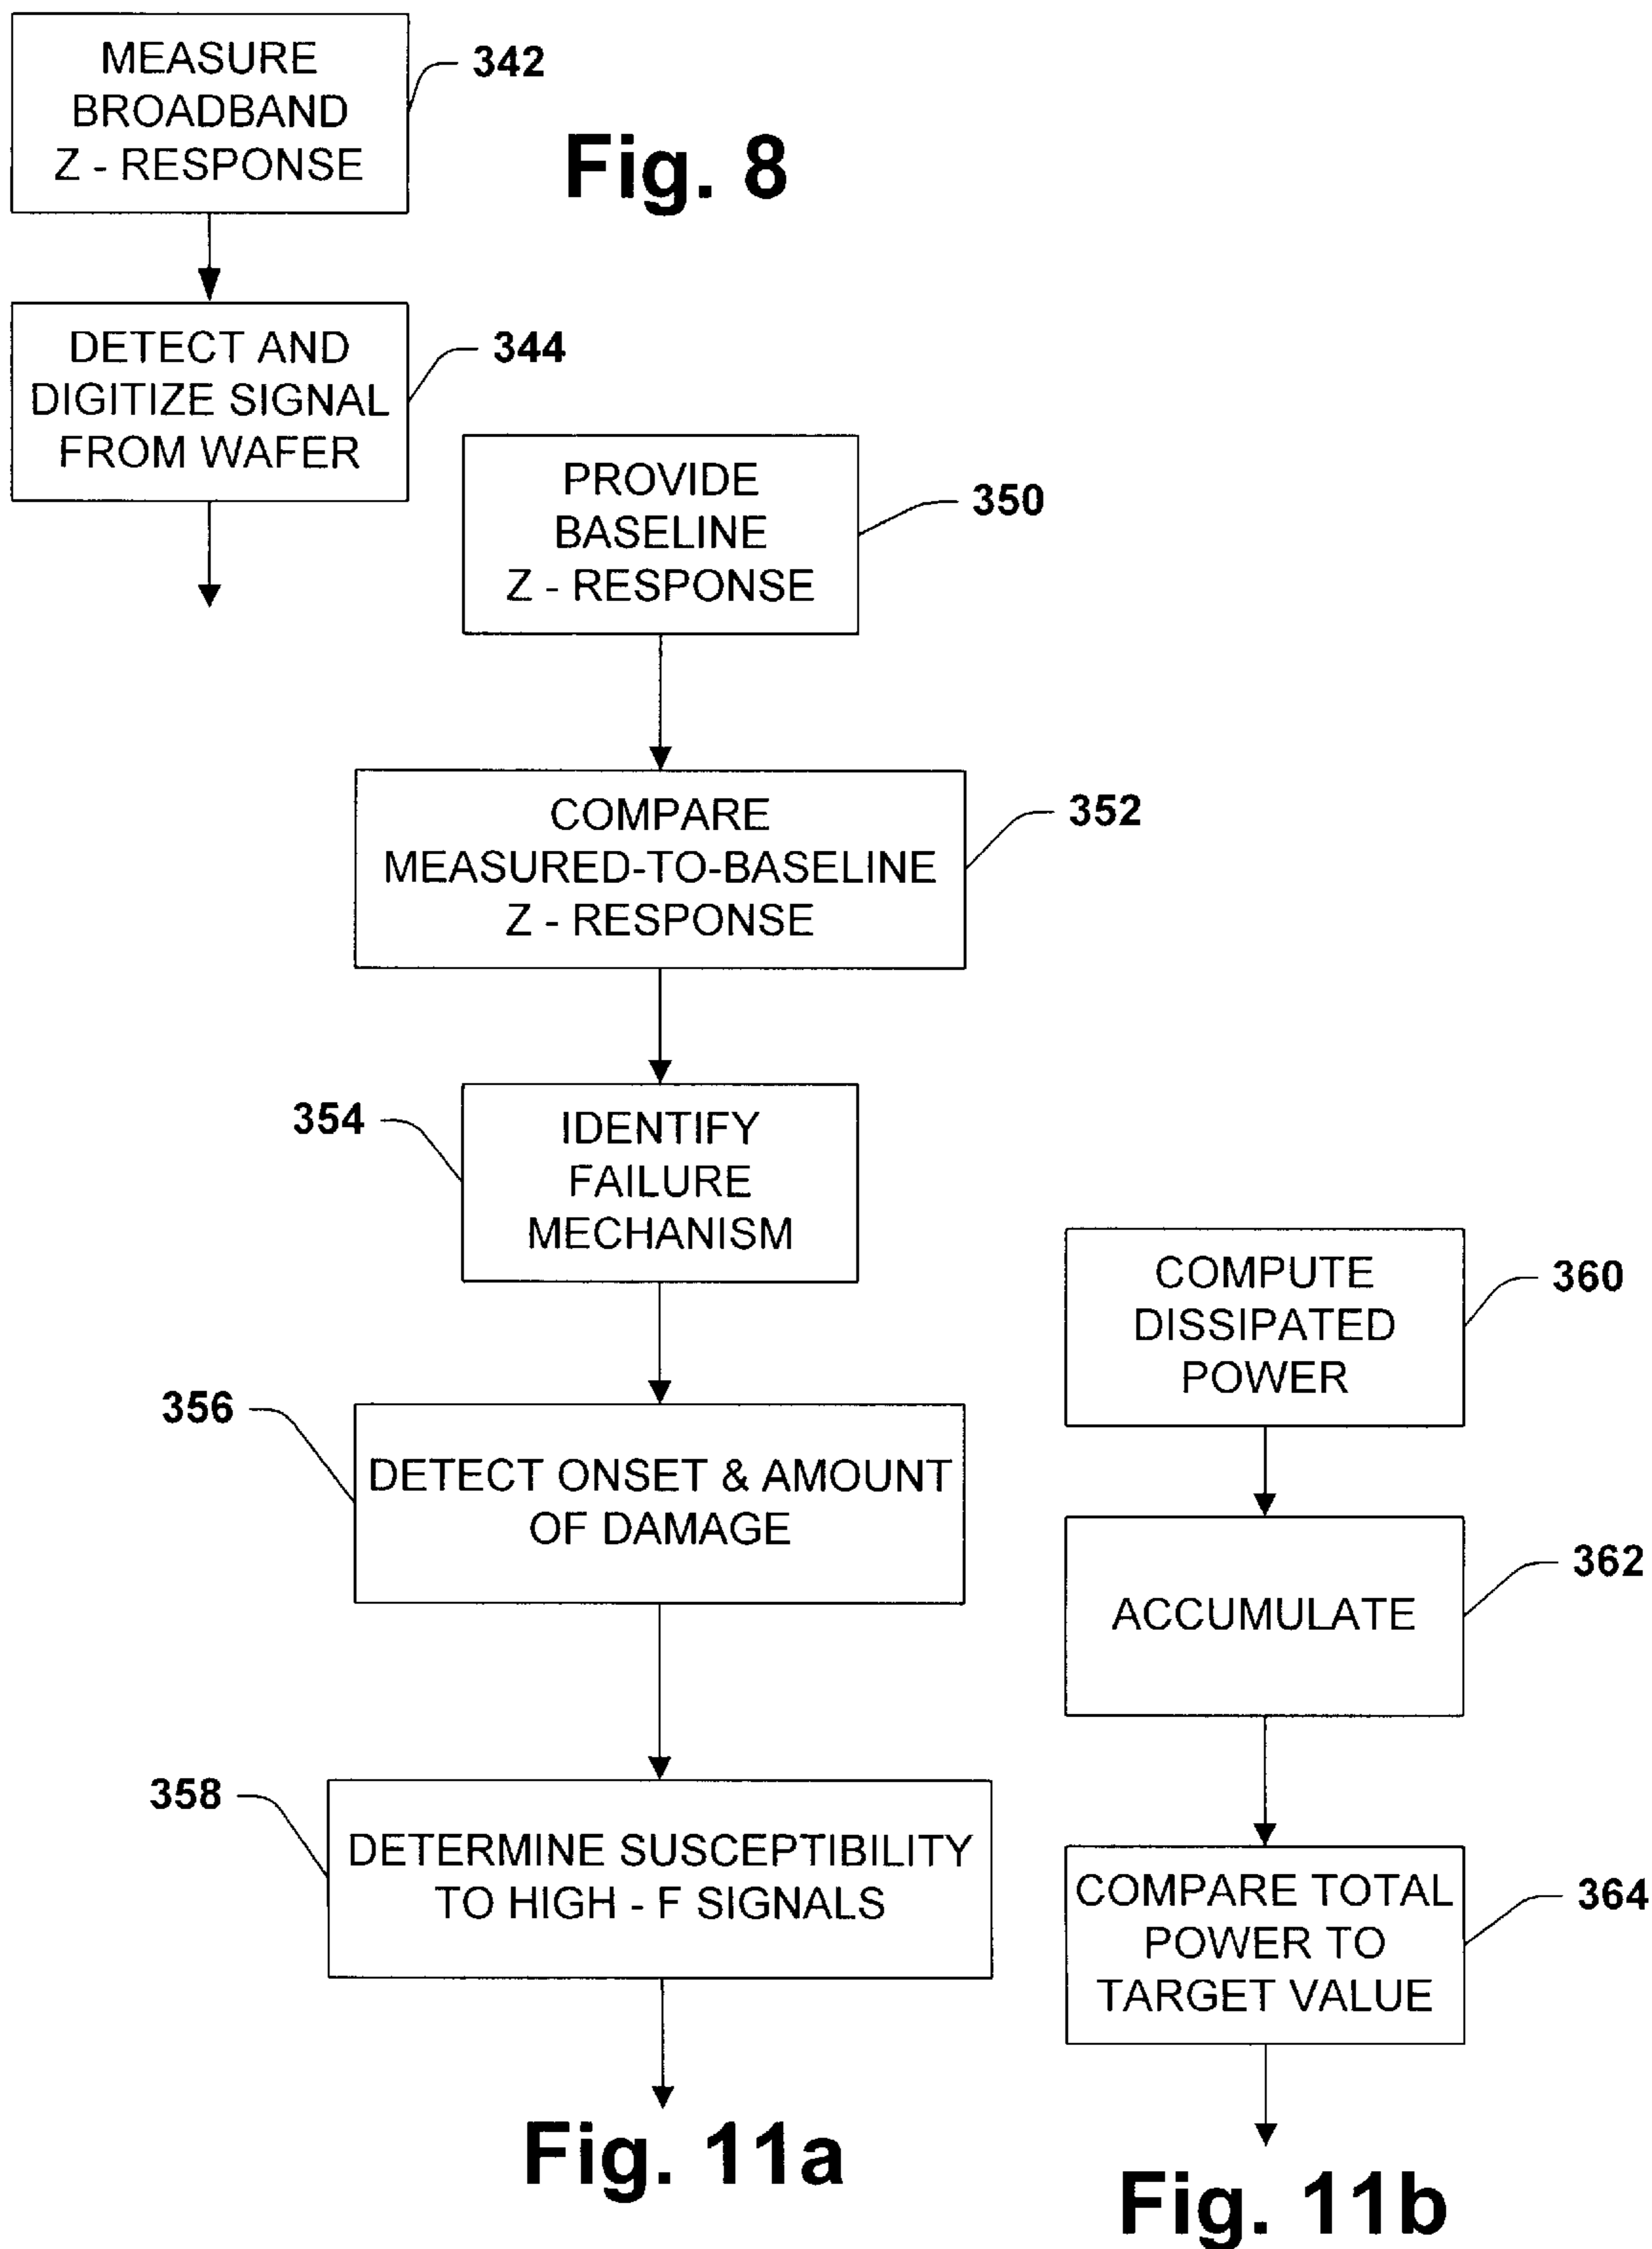 MEASURE
BROADBAND
Z - RESPONSE
342
Fig. 8
DETECT AND
DIGITIZE SIGNAL
FROM WAFER
344
PROVIDE
BASELINE
Z - RESPONSE
350
COMPARE
MEASURED-TO-BASELINE
Z - RESPONSE
352
354
IDENTIFY
FAILURE
MECHANISM
356
DETECT ONSET & AMOUNT
OF DAMAGE
358
DETERMINE SUSCEPTIBILITY
TO HIGH - F SIGNALS
Fig. 11a
COMPUTE
DISSIPATED
POWER
360
ACCUMULATE
362
COMPARE TOTAL
POWER TO
TARGET VALUE
364
Fig. 11b